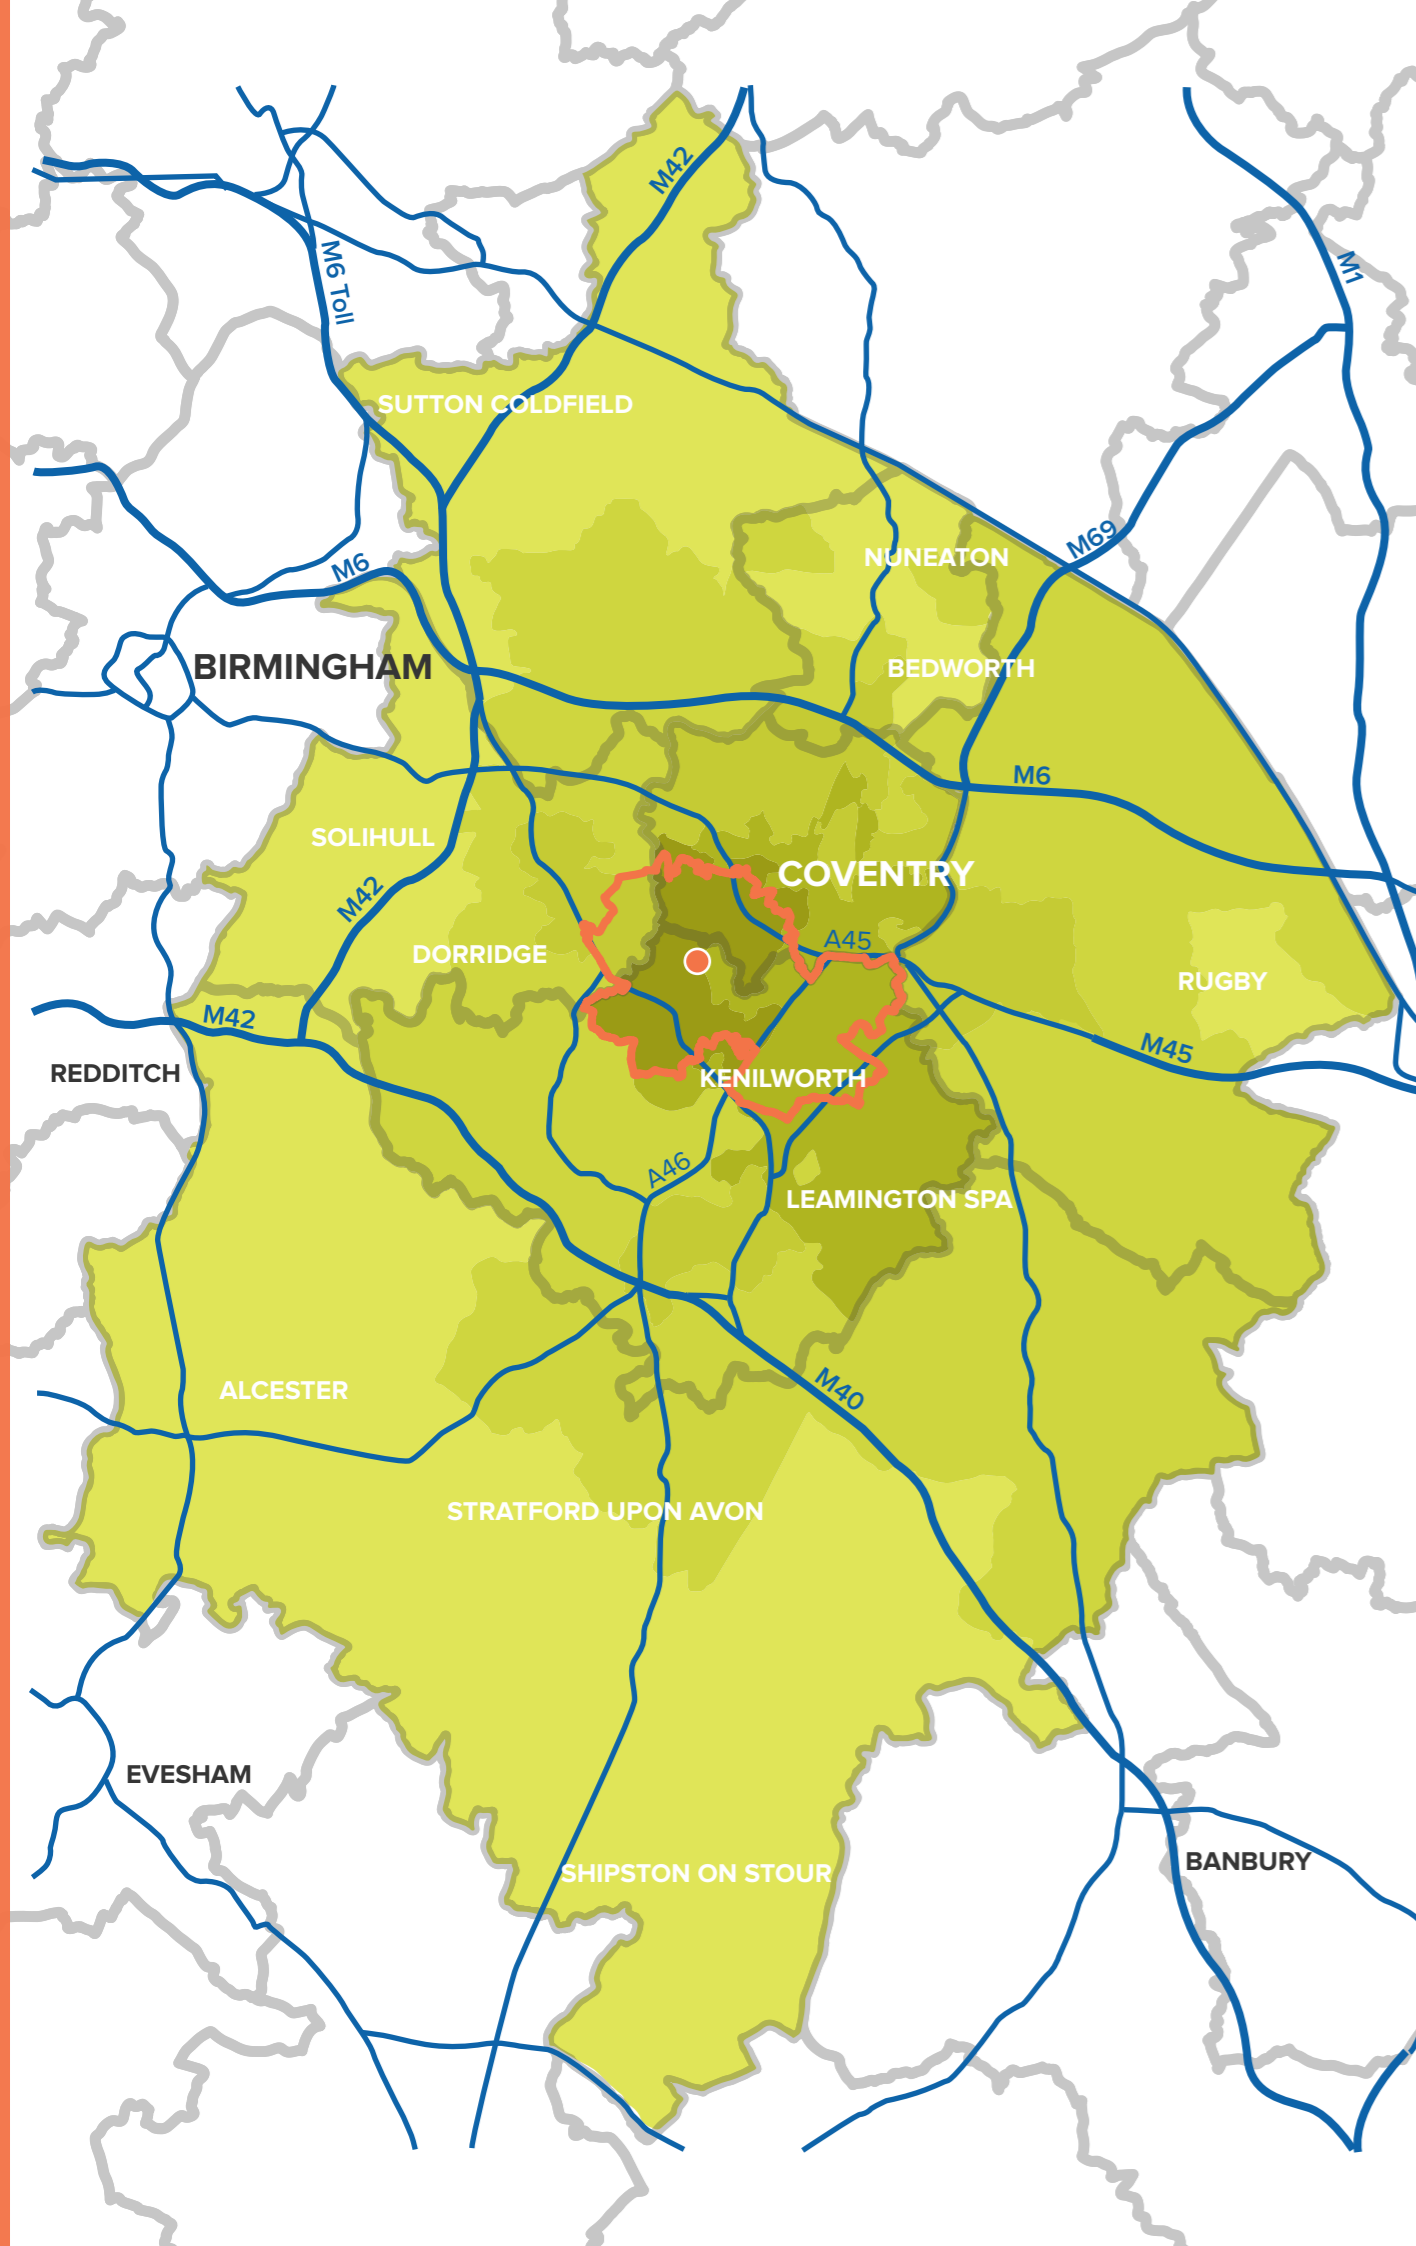 M42
M6 Toll
M1
SUTTON COLDFIELD
M69
NUNEATON
M6
BIRMINGHAM
BEDWORTH
M6
SOLIHULL
COVENTRY
M42
A45
DORRIDGE
RUGBY
M42
M45
REDDITCH
KENILWORTH
A46
LEAMINGTON SPA
ALCESTER
M40
STRATFORD UPON AVON
EVESHAM
BANBURY
SHIPSTON ON STOUR